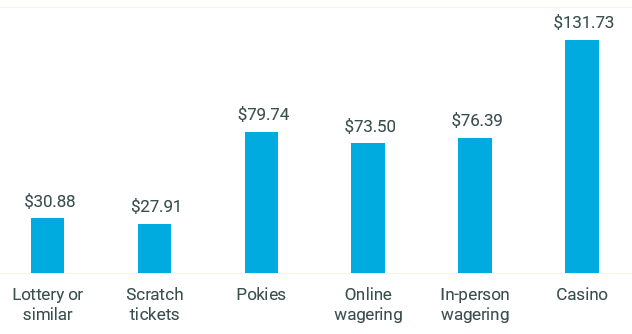 $131.73
$79.74
$76.39
$73.50
$30.88
$27.91
Lottery or
similar
Scratch
tickets
Pokies
Online
wagering
In-person
wagering
Casino